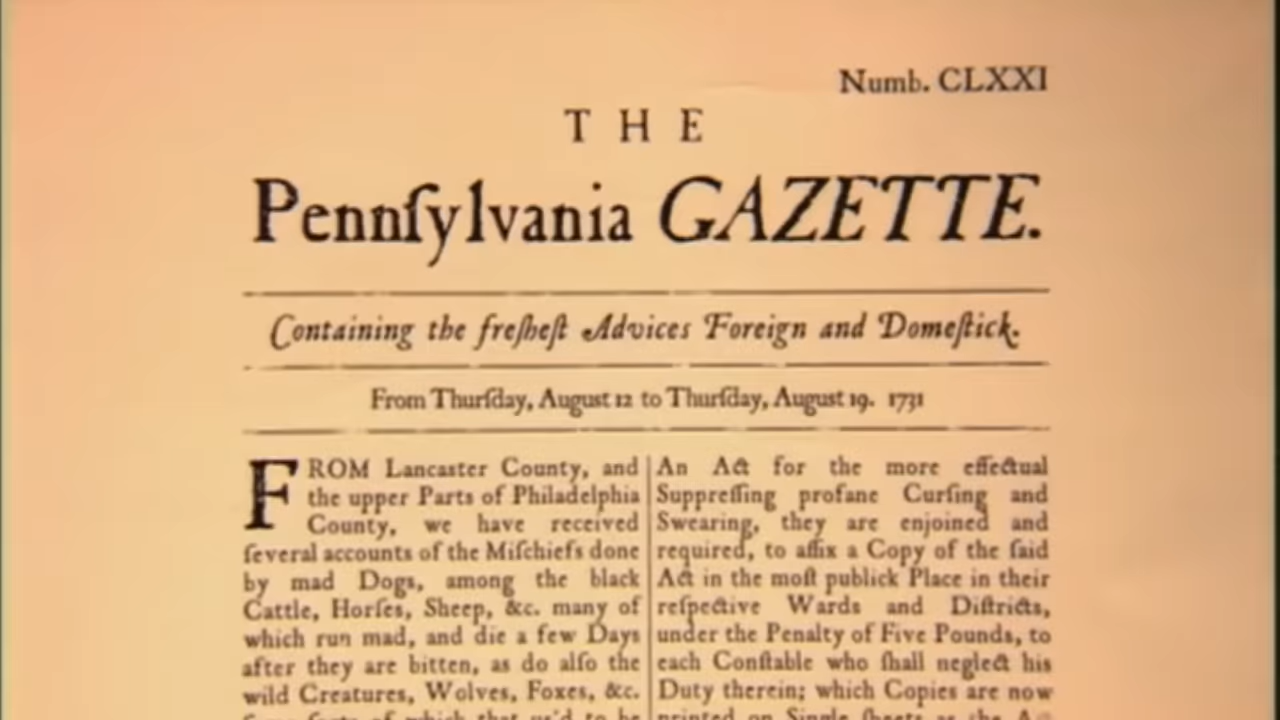 Numb. CLXXI
THE
Pennſylvania GAZETTE.
Containing the freſheſt Advices Foreign and Domeſtick.
From Thurſday, August 12 to Thurſday, August 19. 1731
FROM Lancaster County, and
the upper Parts of Philadelphia
County, we have received
ſeveral accounts of the Miſchiefs done
by mad Dogs, among the black
Cattle, Horſes, Sheep, &c. many of
which run mad, and die a few Days
after they are bitten, as do alſo the
wild Creatures, Wolves, Foxes, &c.
An Act for the more effectual
Suppreſſing profane Curſing and
Swearing, they are enjoined and
required, to affix a Copy of the ſaid
Act in the moſt publick Place in their
reſpective Wards and Diſtricts,
under the Penalty of Five Pounds, to
each Conſtable who ſhall neglect his
Duty therein; which Copies are now
printed on Single ſheets